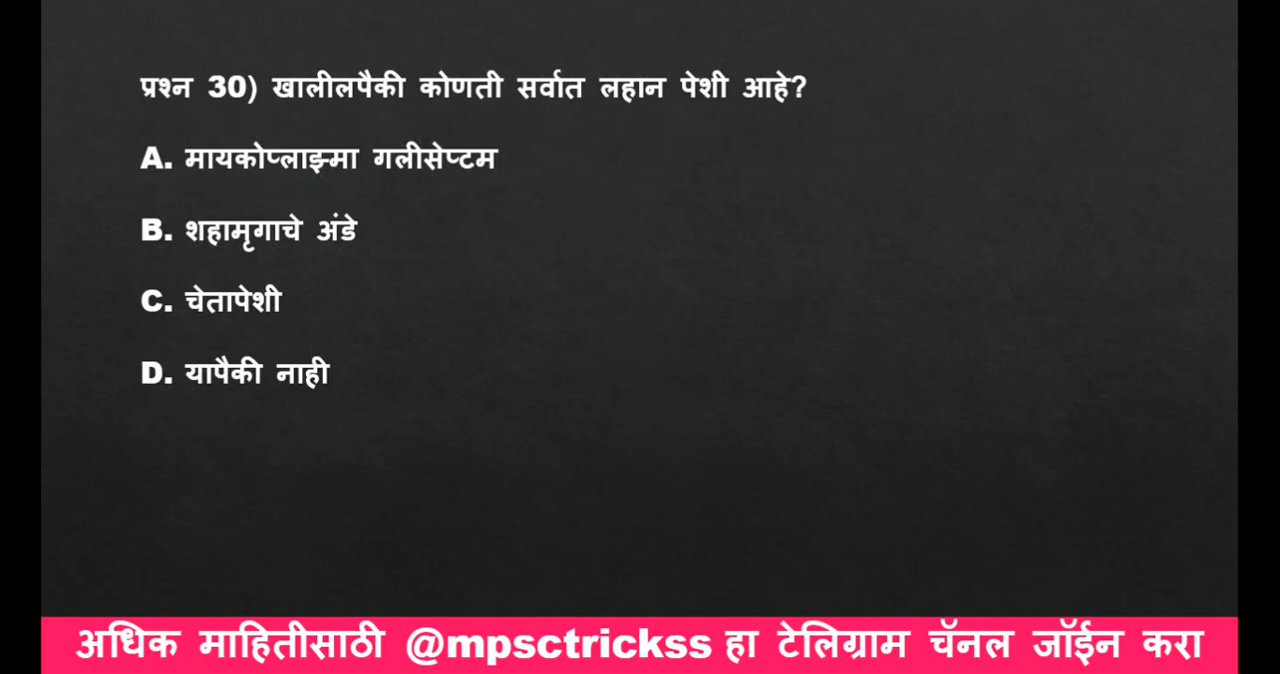 प्रश्न 30) खालीलपैकी कोणती सर्वात लहान पेशी आहे?
A. मायकोप्लाझ्मा गलीसेप्टम
B. शहामृगाचे अंडे
C. चेतापेशी
D. यापैकी नाही
अधिक माहितीसाठी @mpsctrickss हा टेलिग्राम चॅनल जॉईन करा